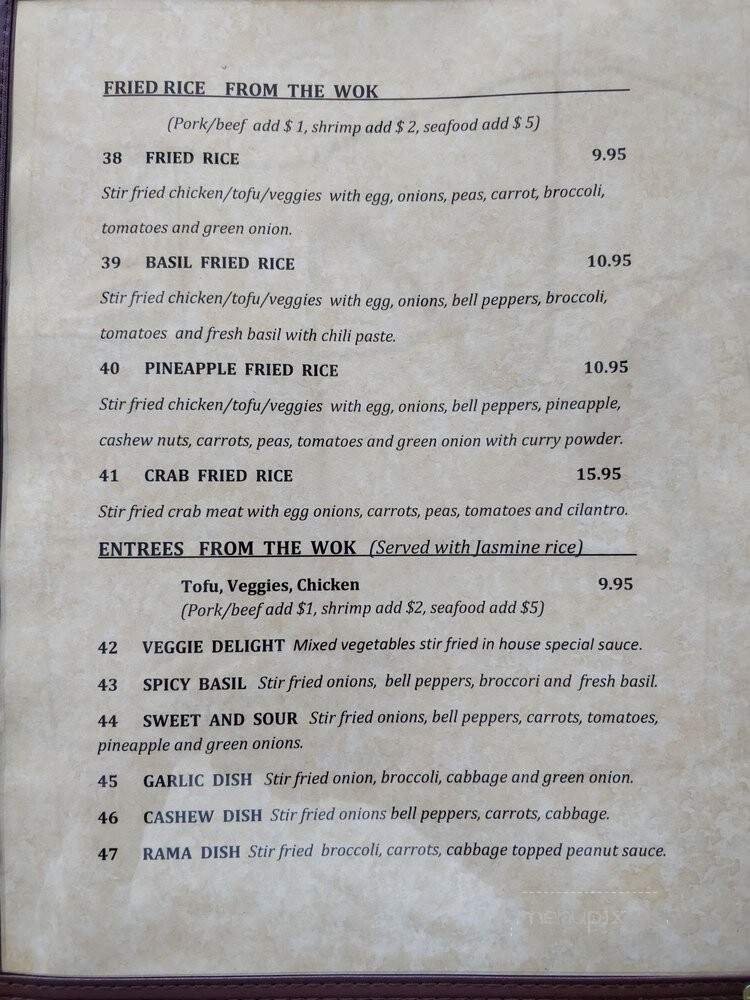 FRIED RICE FROM THE WOK
(Pork/beef add $ 1, shrimp add $ 2, seafood add $ 5)
38 FRIED RICE 9.95
Stir fried chicken/tofu/veggies with egg, onions, peas, carrot, broccoli,
tomatoes and green onion.
39 BASIL FRIED RICE 10.95
Stir fried chicken/tofu/veggies with egg, onions, bell peppers, broccoli,
tomatoes and fresh basil with chili paste.
40 PINEAPPLE FRIED RICE 10.95
Stir fried chicken/tofu/veggies with egg, onions, bell peppers, pineapple,
cashew nuts, carrots, peas, tomatoes and green onion with curry powder.
41 CRAB FRIED RICE 15.95
Stir fried crab meat with egg onions, carrots, peas, tomatoes and cilantro.
ENTREES FROM THE WOK (Served with Jasmine rice)
Tofu, Veggies, Chicken 9.95
(Pork/beef add $1, shrimp add $2, seafood add $5)
42 VEGGIE DELIGHT Mixed vegetables stir fried in house special sauce.
43 SPICY BASIL Stir fried onions, bell peppers, broccori and fresh basil.
44 SWEET AND SOUR Stir fried onions, bell peppers, carrots, tomatoes,
pineapple and green onions.
45 GARLIC DISH Stir fried onion, broccoli, cabbage and green onion.
46 CASHEW DISH Stir fried onions bell peppers, carrots, cabbage.
47 RAMA DISH Stir fried broccoli, carrots, cabbage topped peanut sauce.